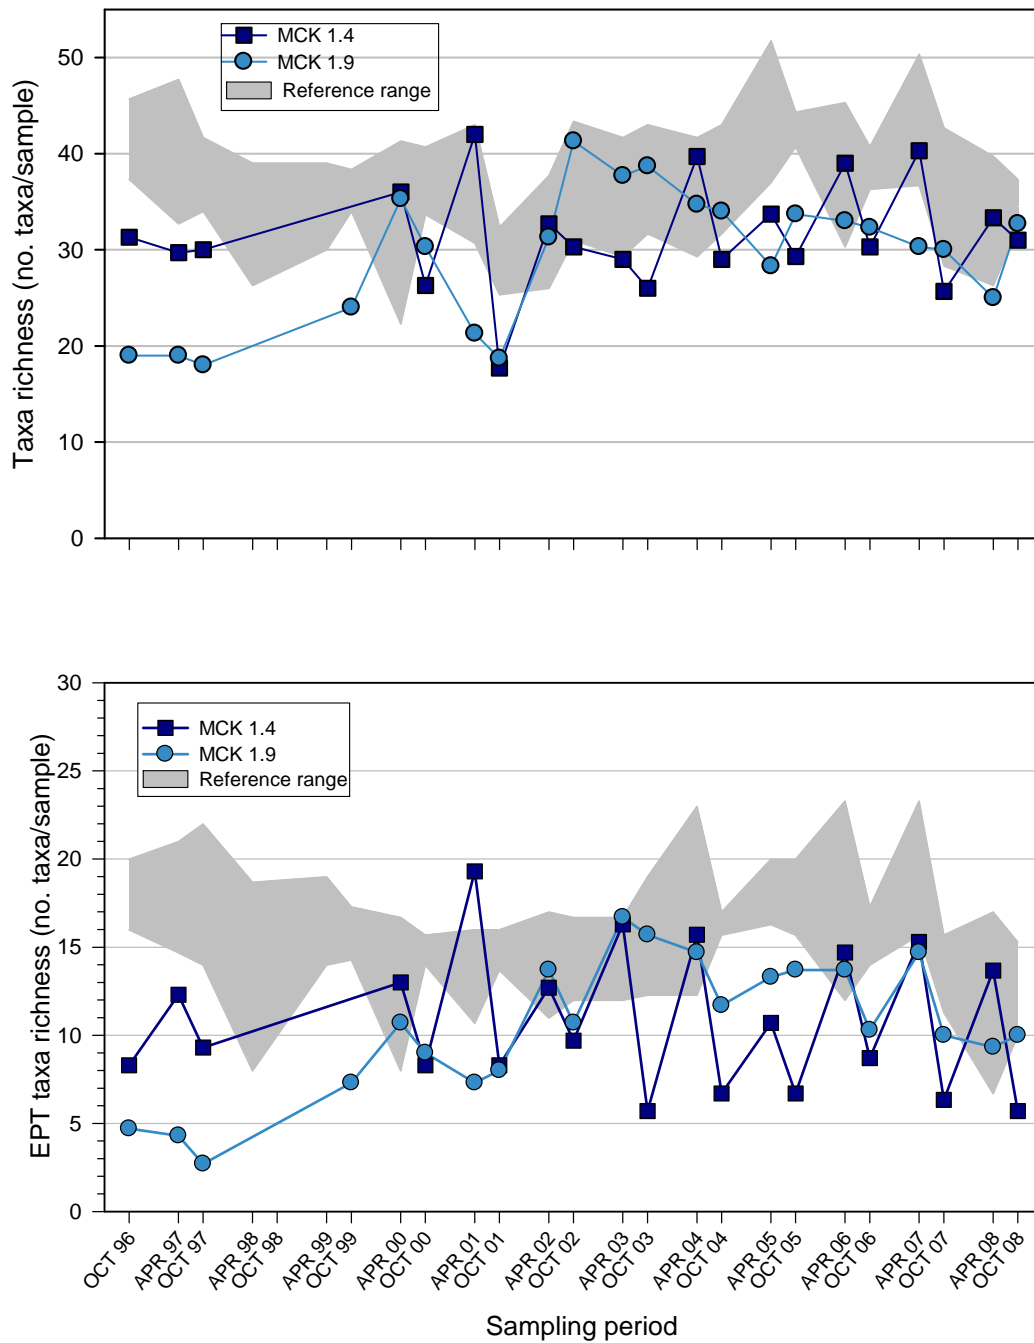 MCK 1.4
MCK 1.9
Reference range
Taxa richness (no. taxa/sample)
50
40
30
20
10
0
MCK 1.4
MCK 1.9
Reference range
EPT taxa richness (no. taxa/sample)
30
25
20
15
10
5
0
OCT 96
APR 97
OCT 97
APR 98
OCT 98
APR 99
OCT 99
APR 00
OCT 00
APR 01
OCT 01
APR 02
OCT 02
APR 03
OCT 03
APR 04
OCT 04
APR 05
OCT 05
APR 06
OCT 06
APR 07
OCT 07
APR 08
OCT 08
Sampling period